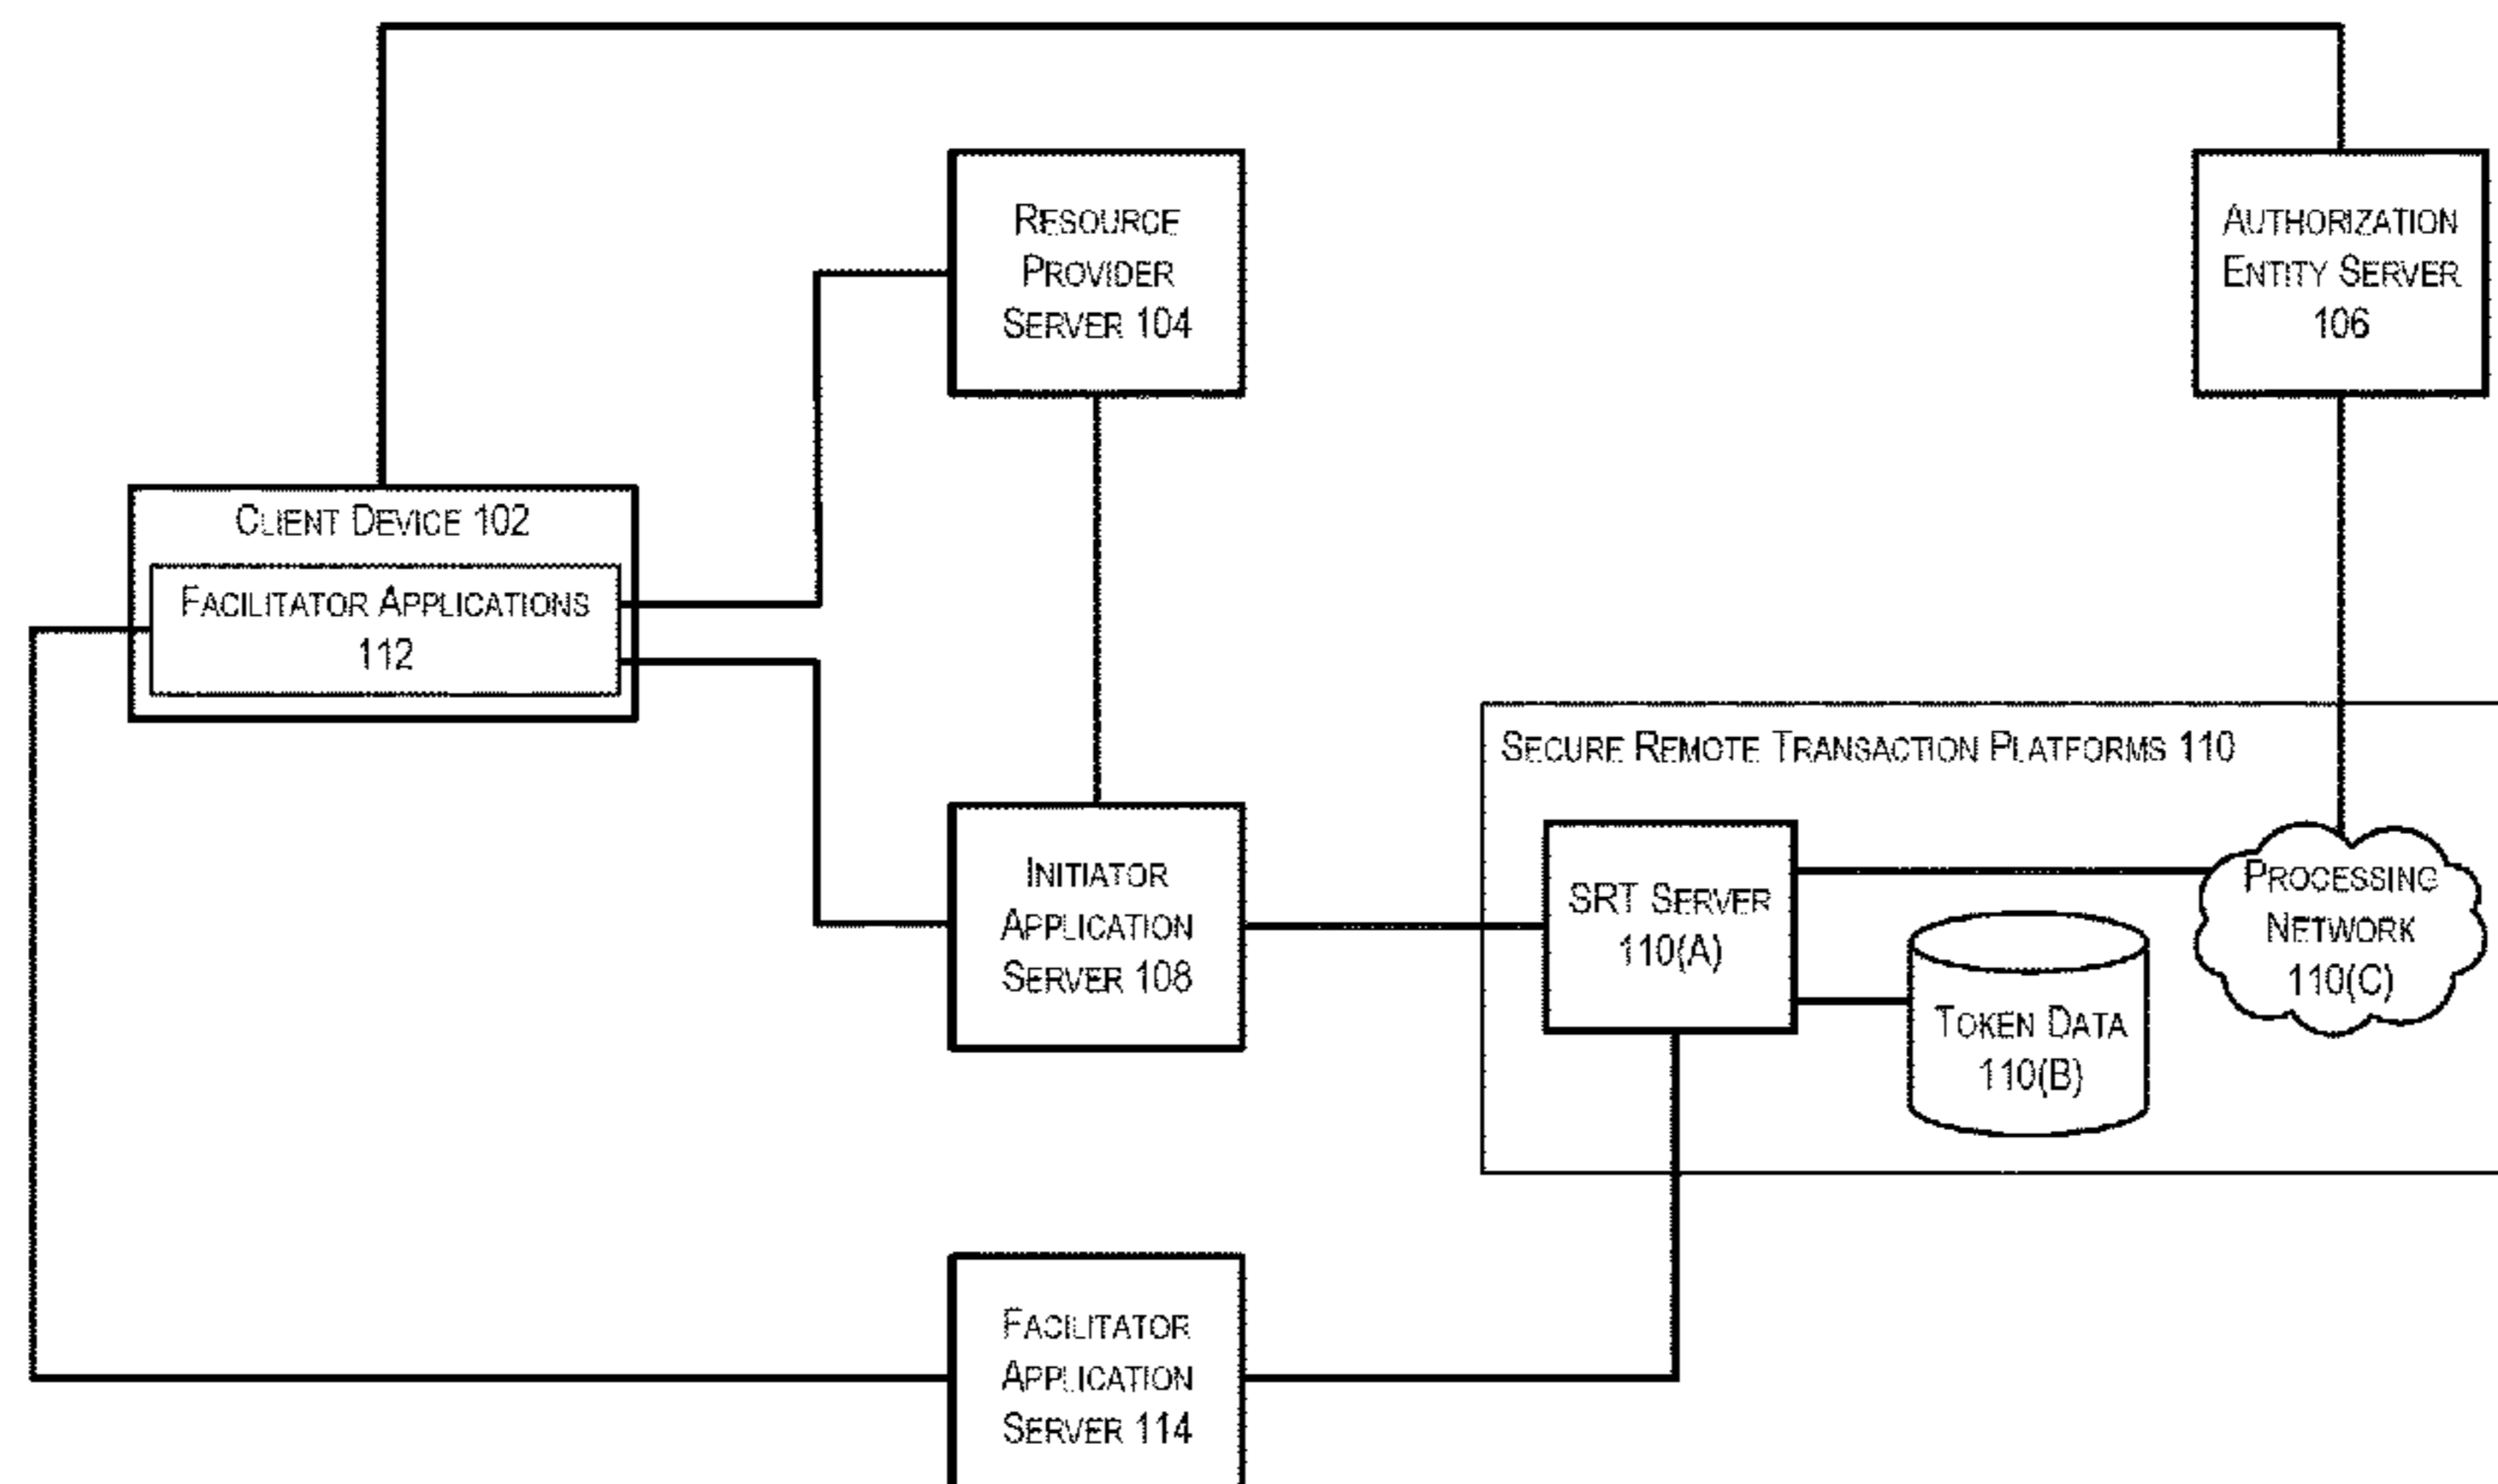 RESOURCE
PROVIDER
SERVER 104
AUTHORIZATION
ENTITY SERVER
106
CLIENT DEVICE 102
FACILITATOR APPLICATIONS
112
SECURE REMOTE TRANSACTION PLATFORMS 110
INITIATOR
APPLICATION
SERVER 108
SRT SERVER
110(A)
PROCESSING
NETWORK
110(C)
TOKEN DATA
110(B)
FACILITATOR
APPLICATION
SERVER 114